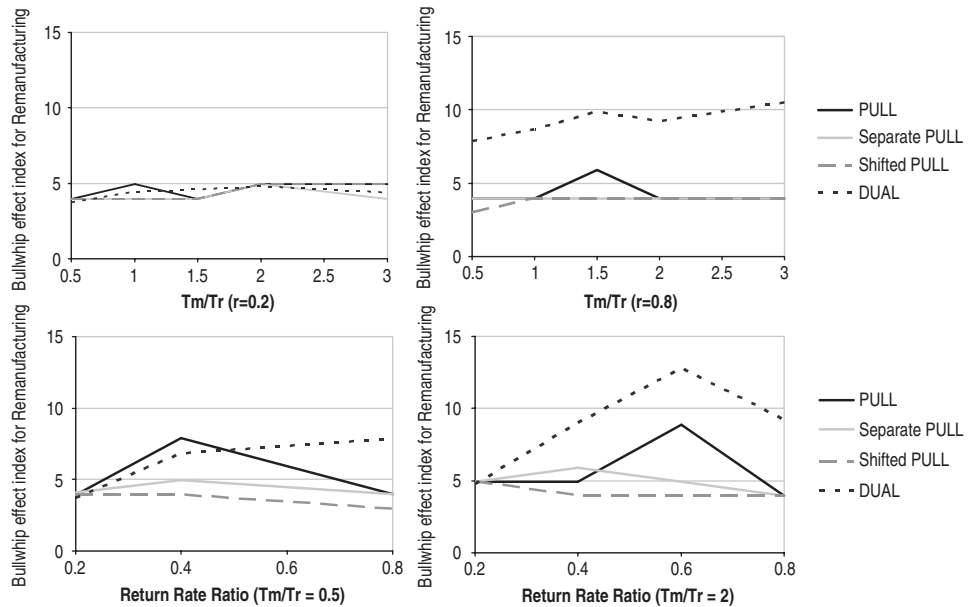 Bullwhip effect index for Remanufacturing
15
10
5
0
0.5 1 1.5 2 2.5 3
Tm/Tr (r=0.2)
Bullwhip effect index for Remanufacturing
15
10
5
0
0.5 1 1.5 2 2.5 3
Tm/Tr (r=0.8)
PULL
Separate PULL
Shifted PULL
DUAL
Bullwhip effect index for Remanufacturing
15
10
5
0
0.2 0.4 0.6 0.8
Return Rate Ratio (Tm/Tr = 0.5)
Bullwhip effect index for Remanufacturing
15
10
5
0
0.2 0.4 0.6 0.8
Return Rate Ratio (Tm/Tr = 2)
PULL
Separate PULL
Shifted PULL
DUAL